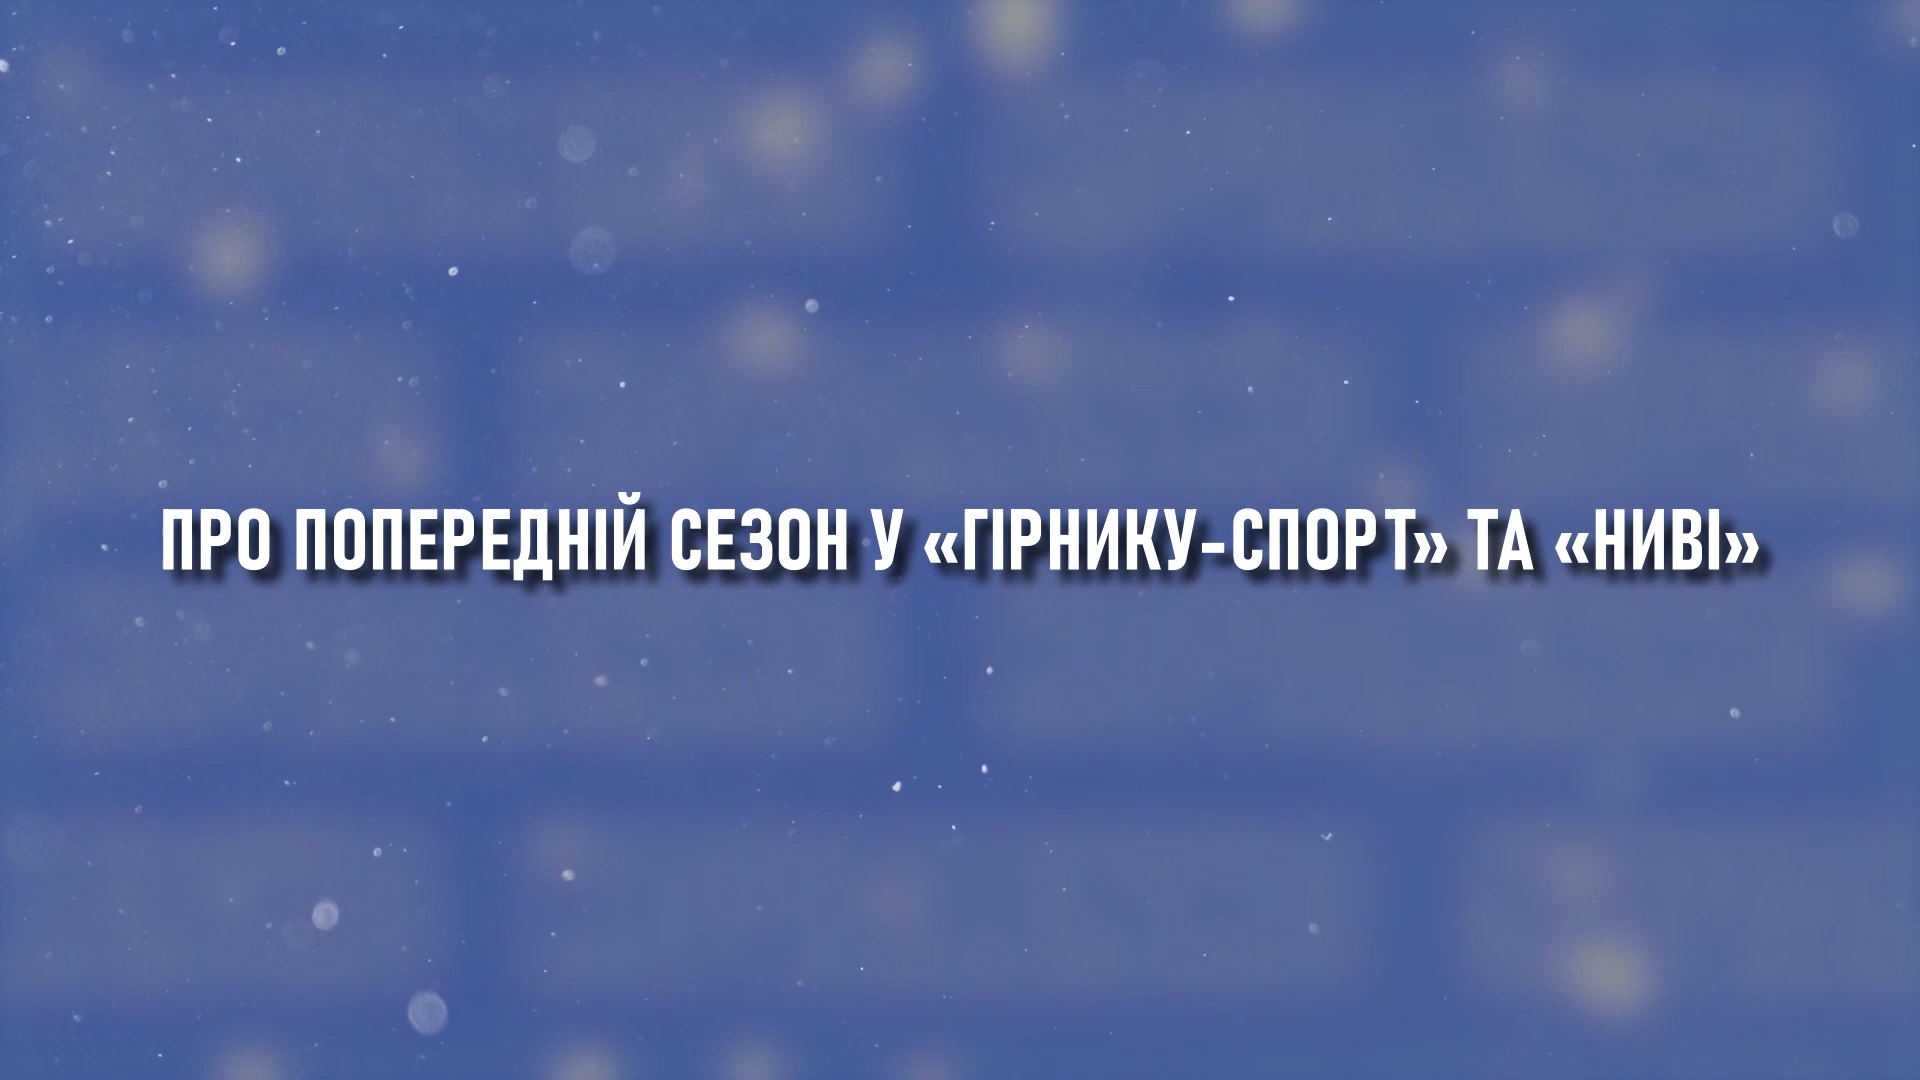 ПРО ПОПЕРЕДНІЙ СЕЗОН У «ГІРНИКУ-СПОРТ» ТА «НИВІ»